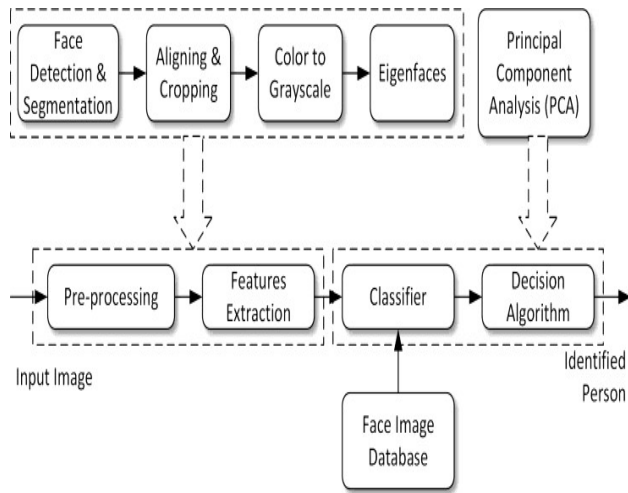 Face
Detection &
Segmentation
Aligning &
Cropping
Color to
Grayscale
Eigenfaces
Principal
Component
Analysis (PCA)
Pre-processing
Features
Extraction
Classifier
Decision
Algorithm
Input Image
Identified
Person
Face Image
Database